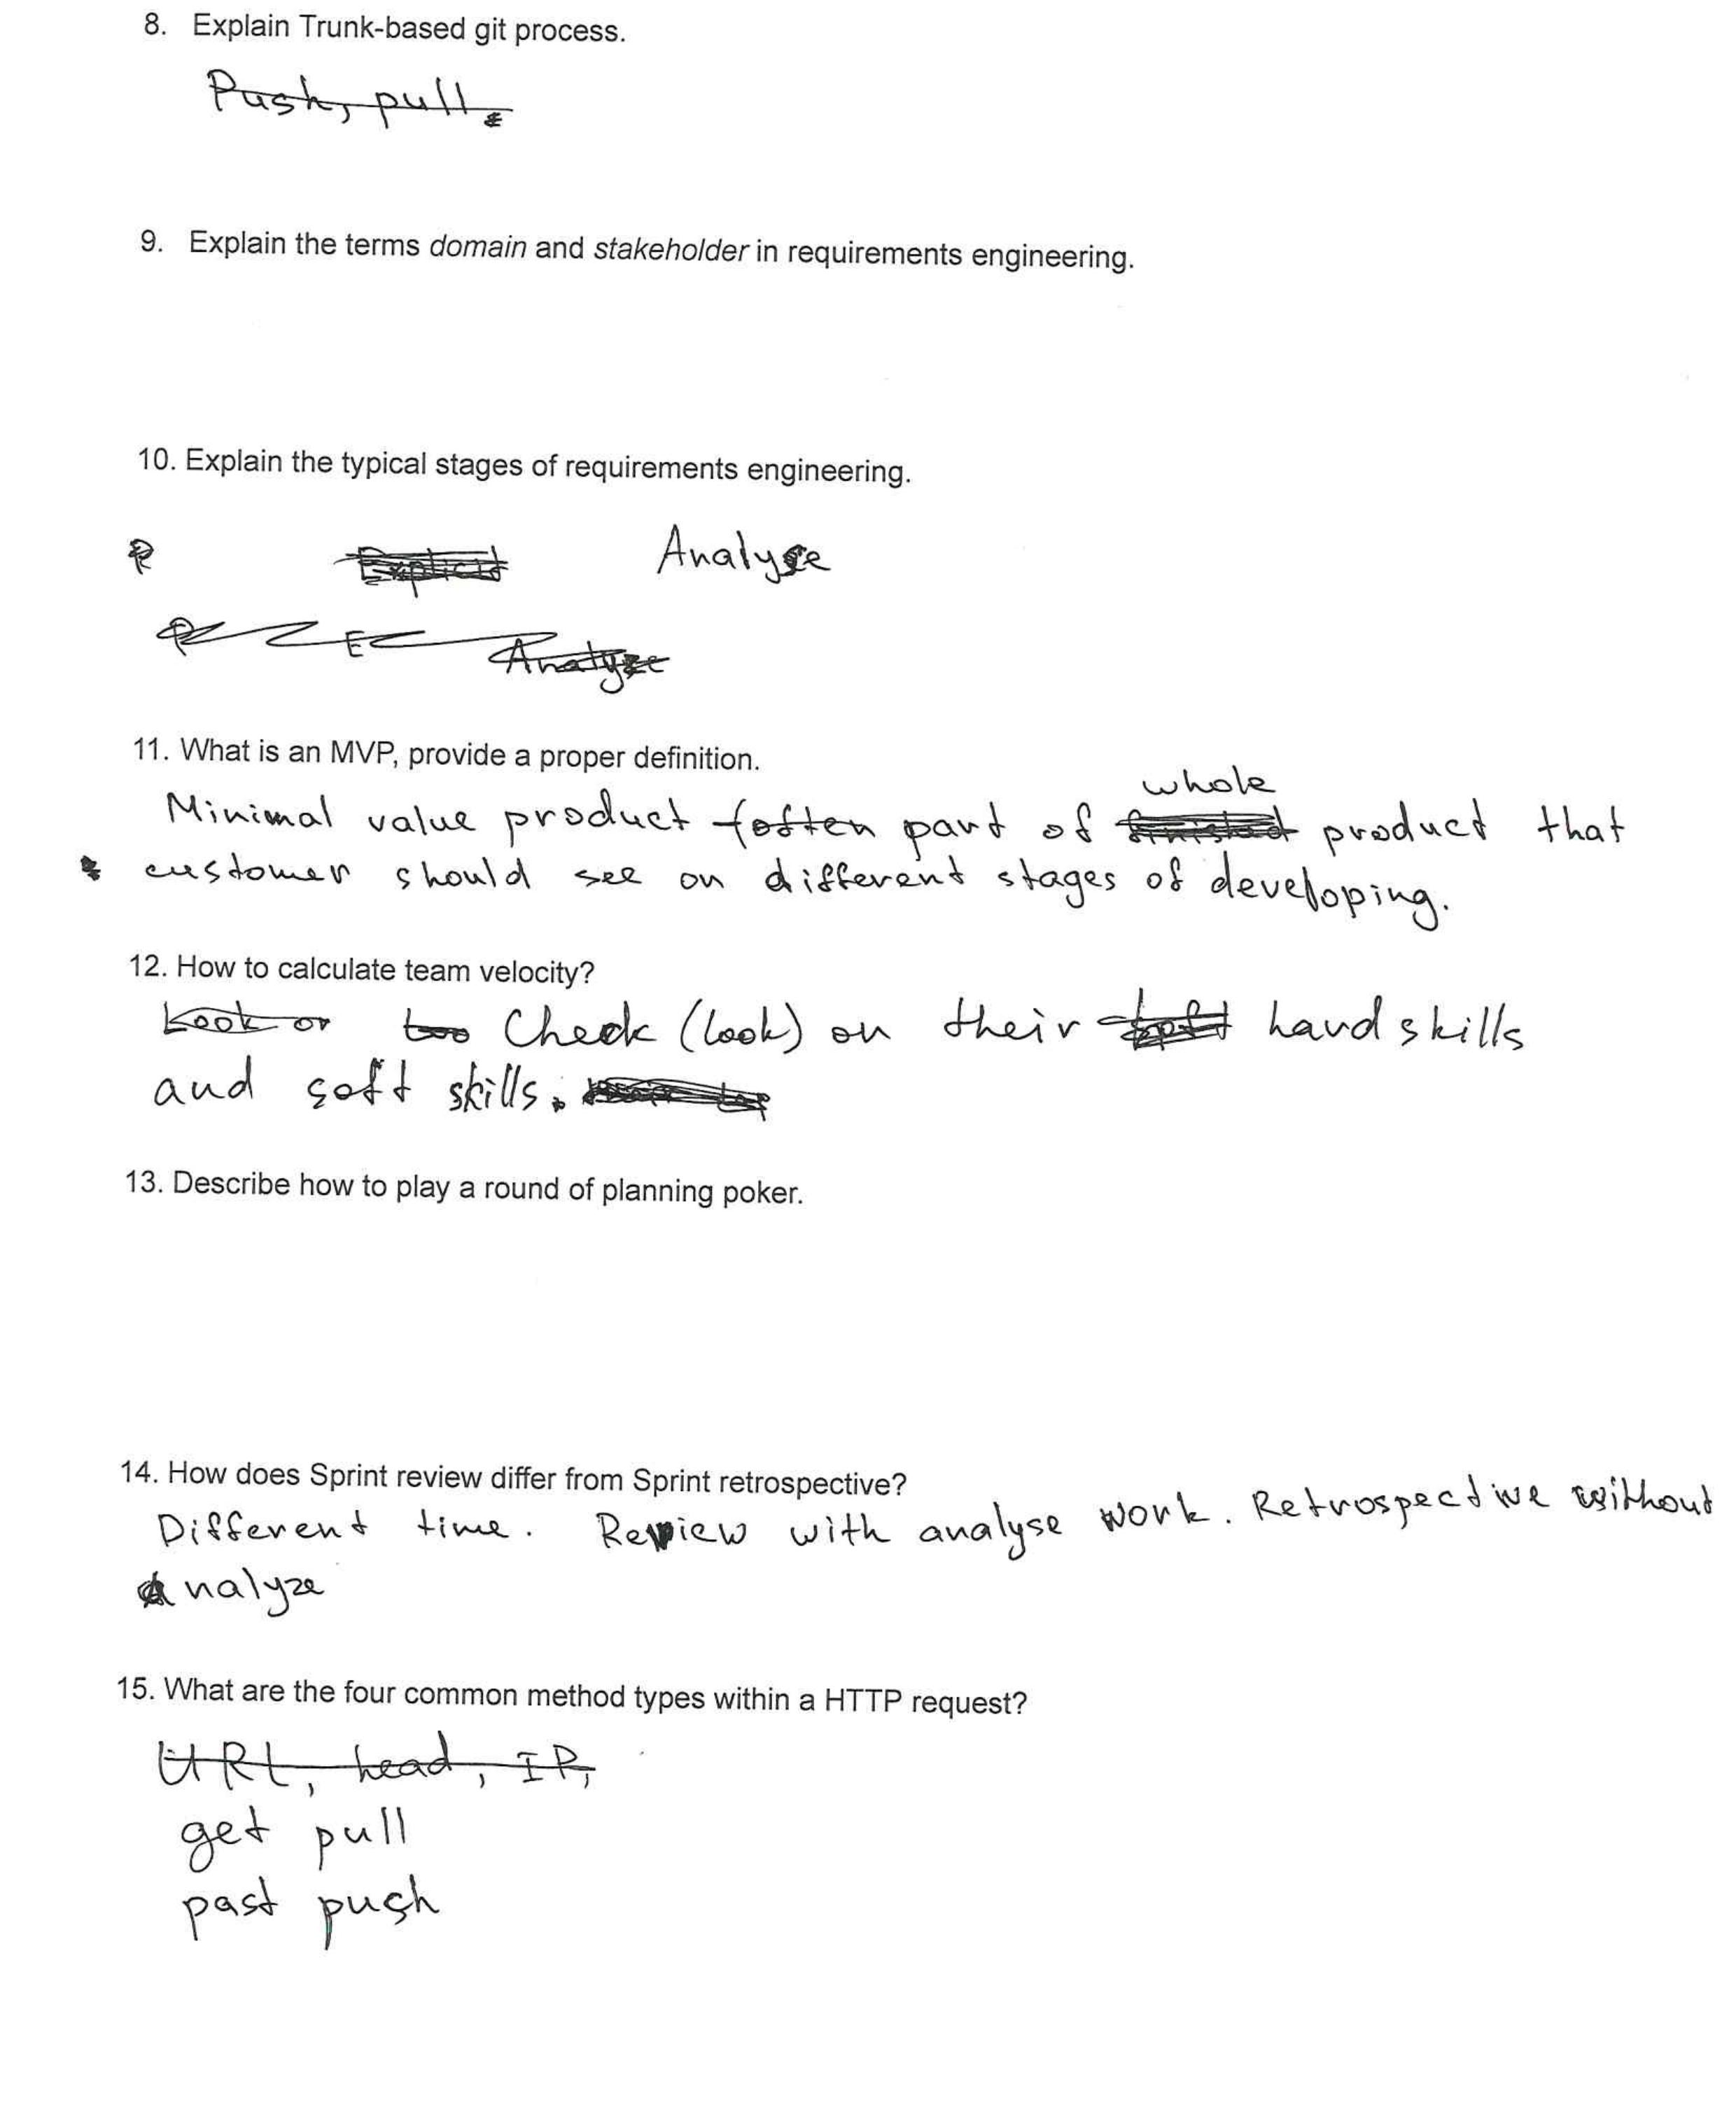 8. Explain Trunk-based git process.
Push, pull.
9. Explain the terms domain and stakeholder in requirements engineering.
10. Explain the typical stages of requirements engineering.
R Explicit Analyse
R E Analyze
11. What is an MVP, provide a proper definition.
whole
Minimal value product (often part of finished product that
customer should see on different stages of developing.
12. How to calculate team velocity?
Look or too Check (look) on their soft hard skills
and soft skills.
13. Describe how to play a round of planning poker.
14. How does Sprint review differ from Sprint retrospective?
Different time. Review with analyse work. Retrospective without
analyze
15. What are the four common method types within a HTTP request?
URL, head, IP,
get pull
past push